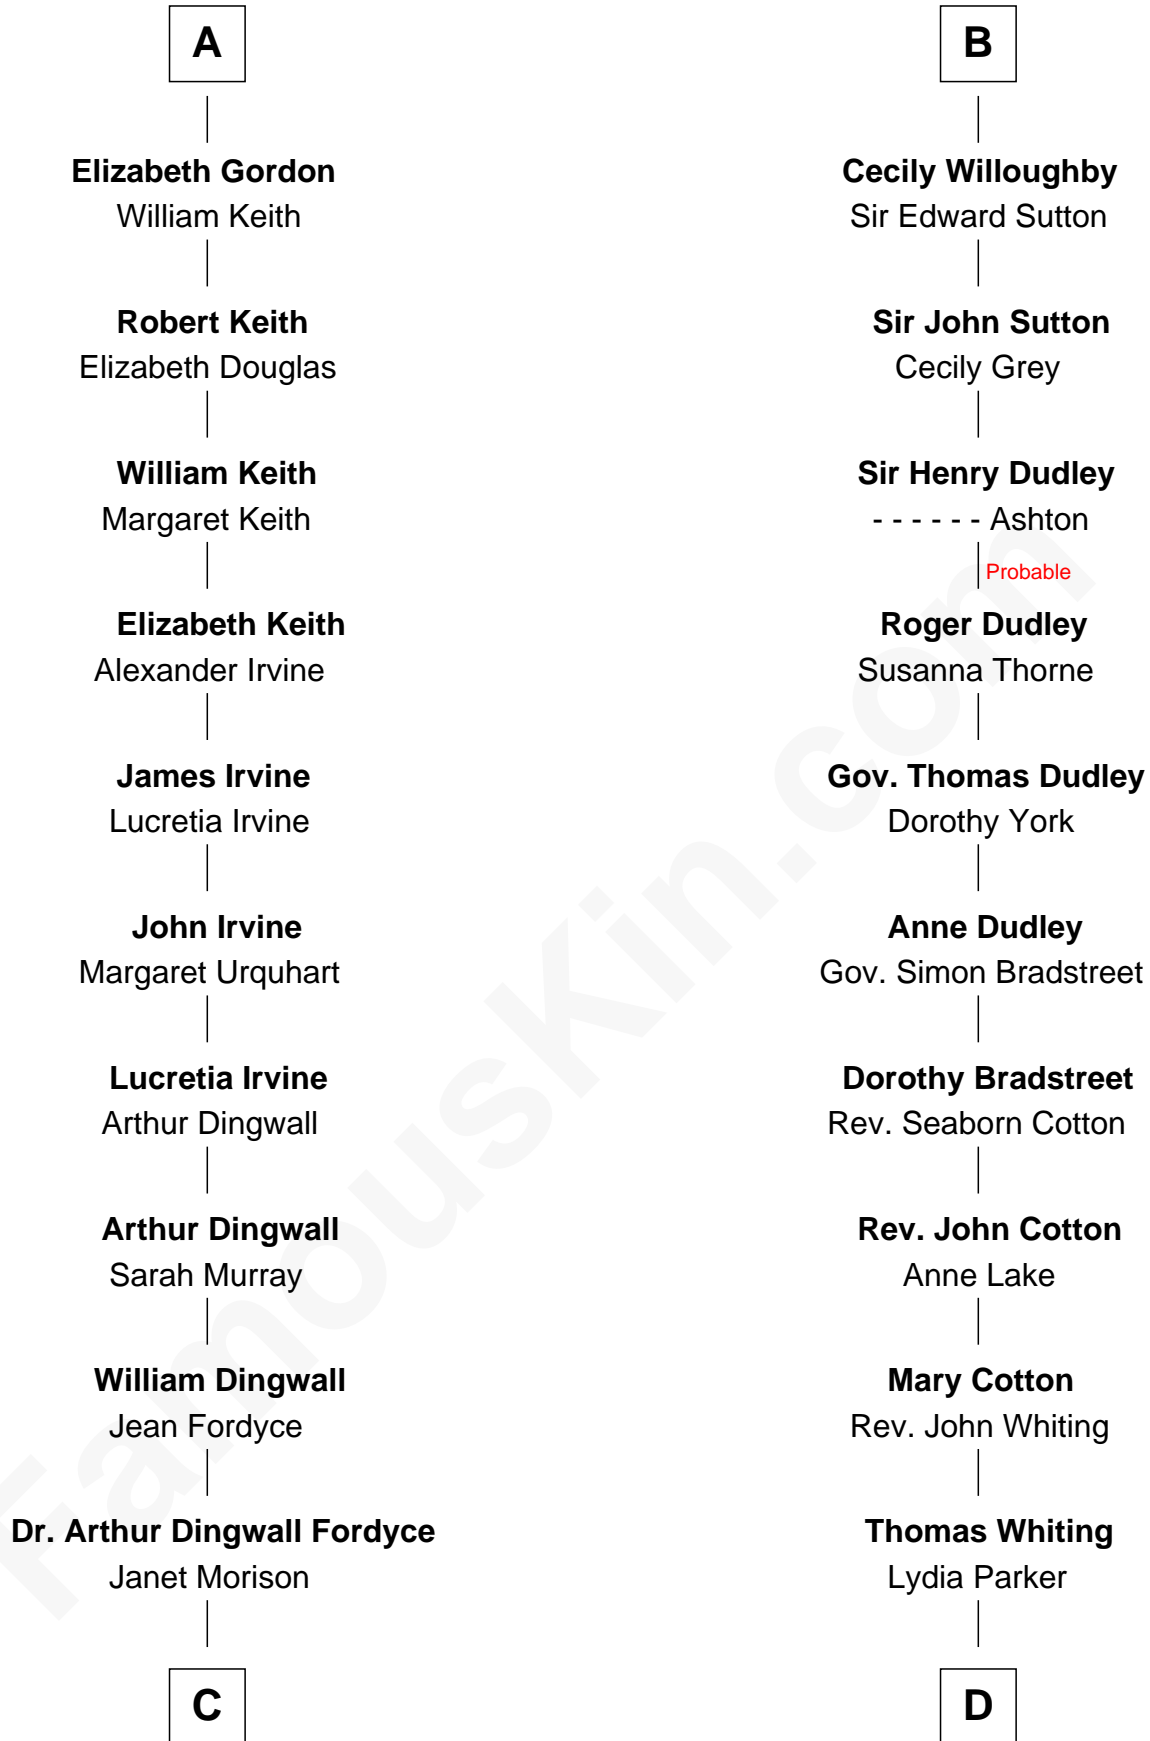 A
Elizabeth Gordon
William Keith
Robert Keith
Elizabeth Douglas
William Keith
Margaret Keith
Elizabeth Keith
Alexander Irvine
James Irvine
Lucretia Irvine
John Irvine
Margaret Urquhart
Lucretia Irvine
Arthur Dingwall
Arthur Dingwall
Sarah Murray
William Dingwall
Jean Fordyce
Dr. Arthur Dingwall Fordyce
Janet Morison
C
B
Cecily Willoughby
Sir Edward Sutton
Sir John Sutton
Cecily Grey
Sir Henry Dudley
- - - - - - Ashton
Probable
Roger Dudley
Susanna Thorne
Gov. Thomas Dudley
Dorothy York
Anne Dudley
Gov. Simon Bradstreet
Dorothy Bradstreet
Rev. Seaborn Cotton
Rev. John Cotton
Anne Lake
Mary Cotton
Rev. John Whiting
Thomas Whiting
Lydia Parker
D
FamousKin.com